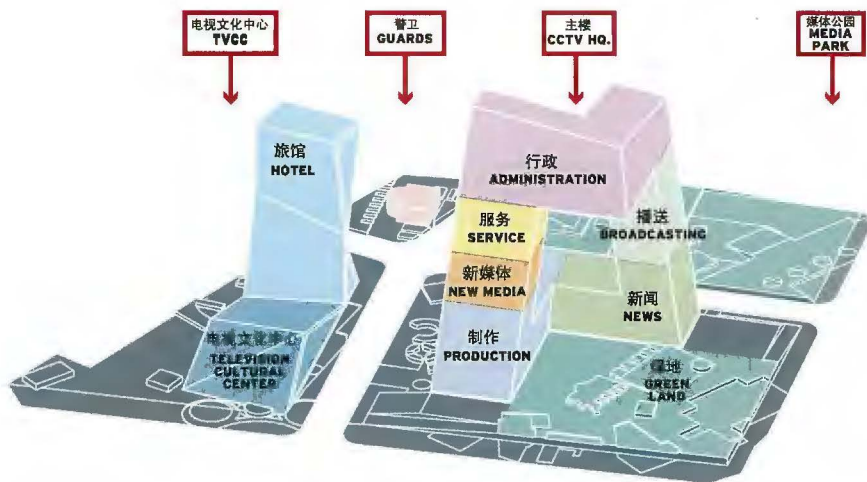 电视文化中心
TVCC
警卫
GUARDS
主楼
CCTV HQ.
媒体公园
MEDIA
PARK
旅馆
HOTEL
行政
ADMINISTRATION
服务
SERVICE
播送
BROADCASTING
新媒体
NEW MEDIA
新闻
NEWS
制作
PRODUCTION
电视文化中心
TELEVISION
CULTURAL
CENTER
绿地
GREEN
LAND